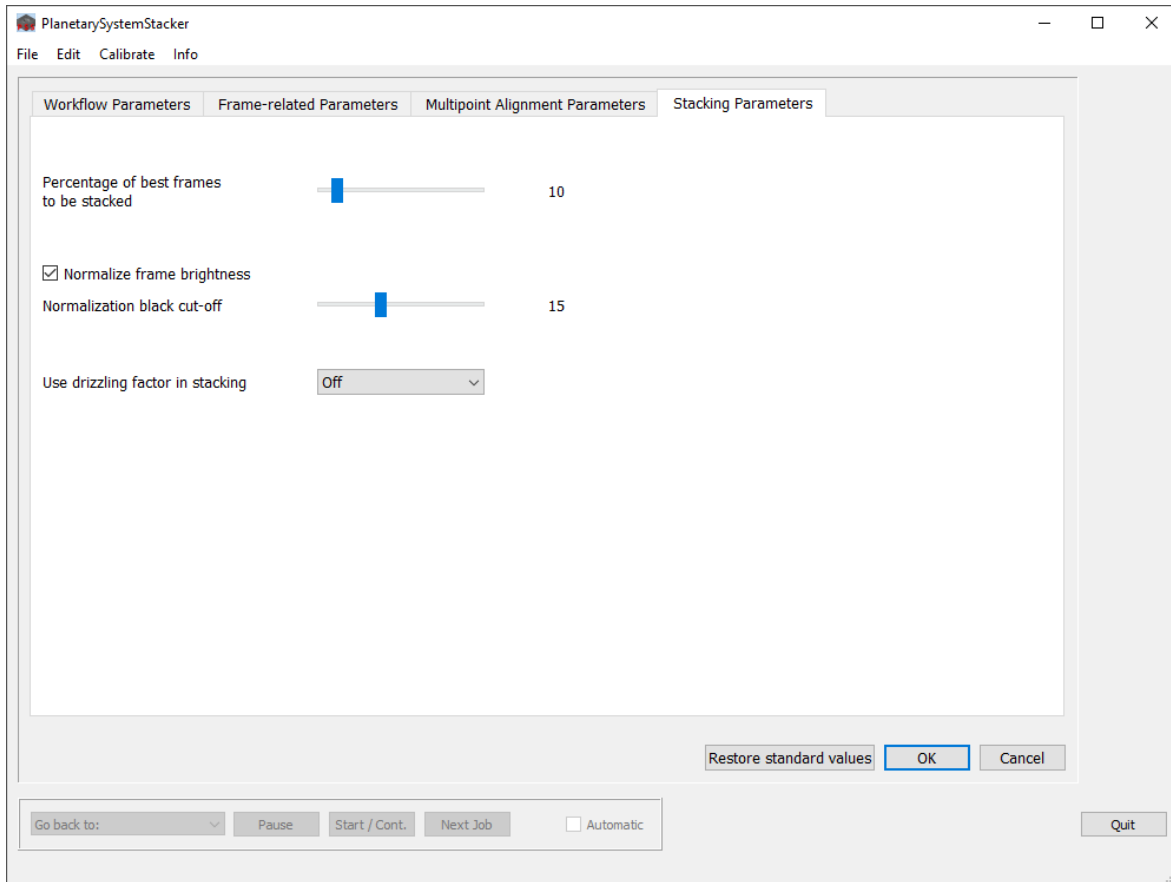 PlanetarySystemStacker
File Edit Calibrate Info
Workflow Parameters Frame-related Parameters Multipoint Alignment Parameters Stacking Parameters
Percentage of best frames
to be stacked
10
Normalize frame brightness
Normalization black cut-off 15
Use drizzling factor in stacking Off
Restore standard values OK Cancel
Go back to: Pause Start / Cont. Next Job Automatic Quit